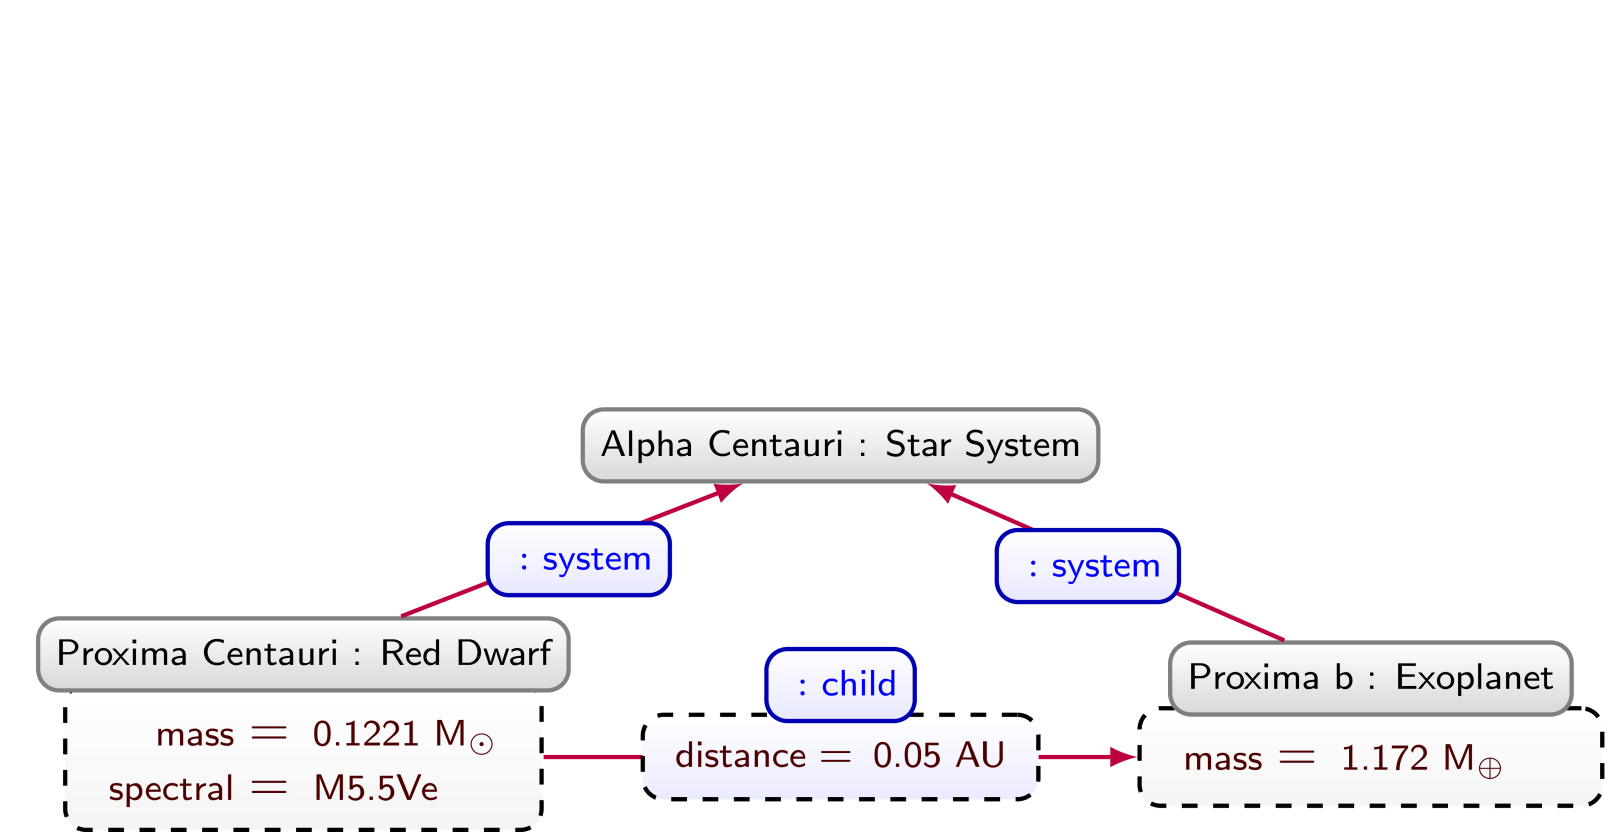 Alpha Centauri : Star System
: system
: system
Proxima Centauri : Red Dwarf
mass = 0.1221 M☉
spectral = M5.5Ve
: child
distance = 0.05 AU
Proxima b : Exoplanet
mass = 1.172 M⊕